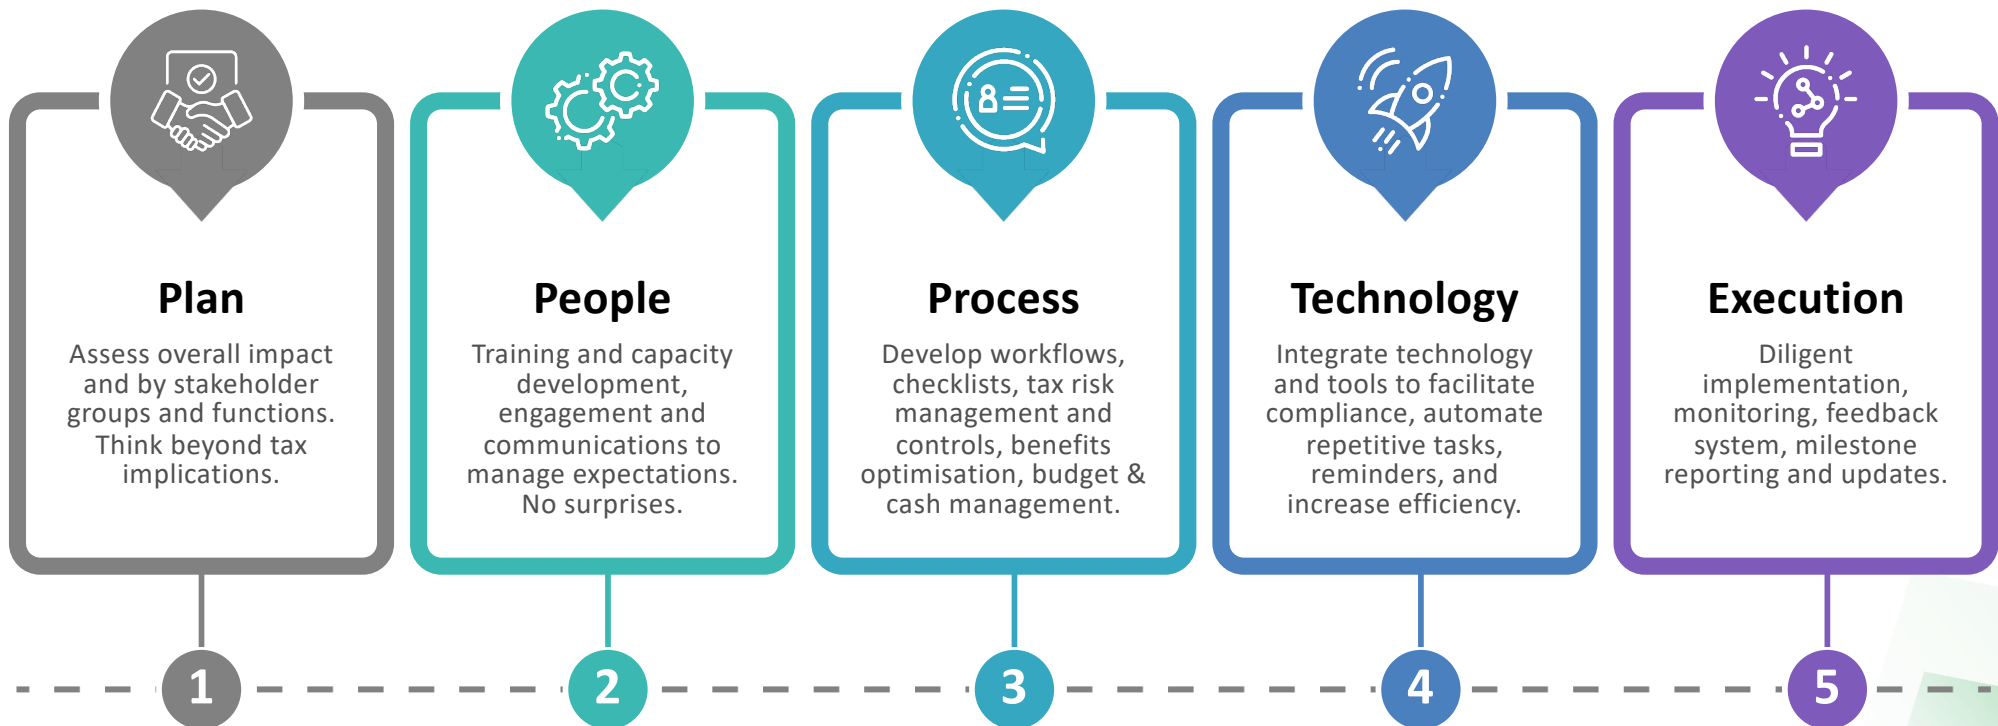 Plan
Assess overall impact
and by stakeholder
groups and functions.
Think beyond tax
implications.
People
Training and capacity
development,
engagement and
communications to
manage expectations.
No surprises.
Process
Develop workflows,
checklists, tax risk
management and
controls, benefits
optimisation, budget &
cash management.
Technology
Integrate technology
and tools to facilitate
compliance, automate
repetitive tasks,
reminders, and
increase efficiency.
Execution
Diligent
implementation,
monitoring, feedback
system, milestone
reporting and updates.
1
2
3
4
5